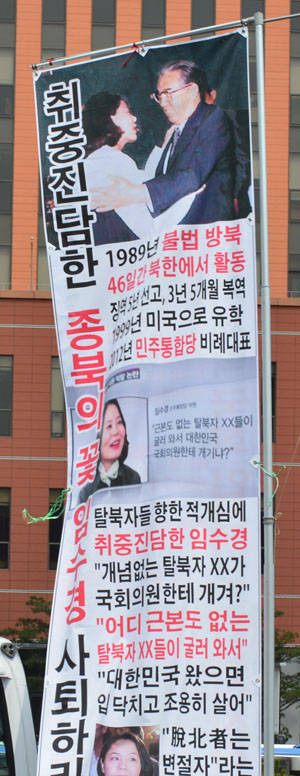 취중진담한 종북의 꽃 임수경 사퇴하라
1989년 불법 방북
46일간 북한에서 활동
징역 5년 선고, 3년 5개월 복역
1999년 미국으로 유학
2012년 민주통합당 비례대표
논란
임수경
"근본도 없는 탈북자 XX들이
굴러 와서 대한민국
국회의원한테 개기냐?"
탈북자들 향한 적개심에
취중진담한 임수경
"개념없는 탈북자 XX가
국회의원한테 개겨?"
"어디 근본도 없는
탈북자 XX들이 굴러 와서"
"대한민국 왔으면
입 닥치고 조용히 살어"
"脫北者는
변절자"라는